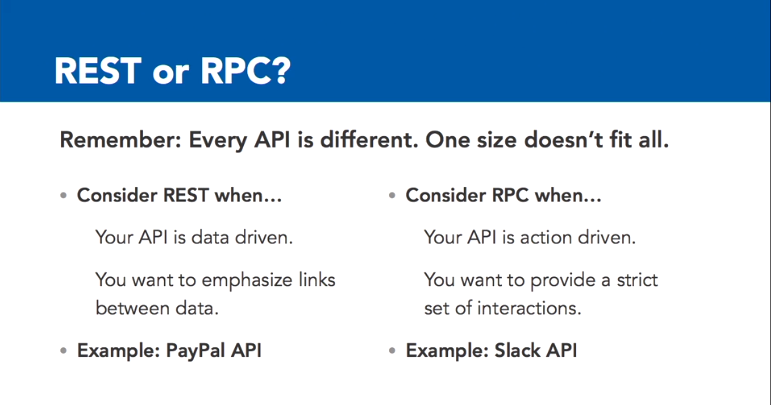 REST or RPC?
Remember: Every API is different. One size doesn’t fit all.
• Consider REST when...
Your API is data driven.
You want to emphasize links
between data.
• Example: PayPal API
• Consider RPC when...
Your API is action driven.
You want to provide a strict
set of interactions.
• Example: Slack API